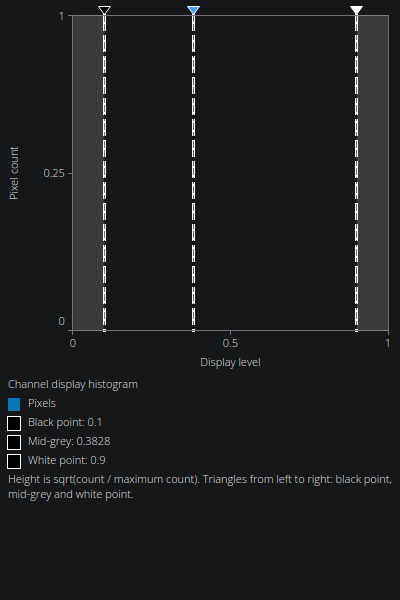 1
Pixel count
0.25
0
0 0.5 1
Display level
Channel display histogram
Pixels
Black point: 0.1
Mid-grey: 0.3828
White point: 0.9
Height is sqrt(count / maximum count). Triangles from left to right: black point,
mid-grey and white point.